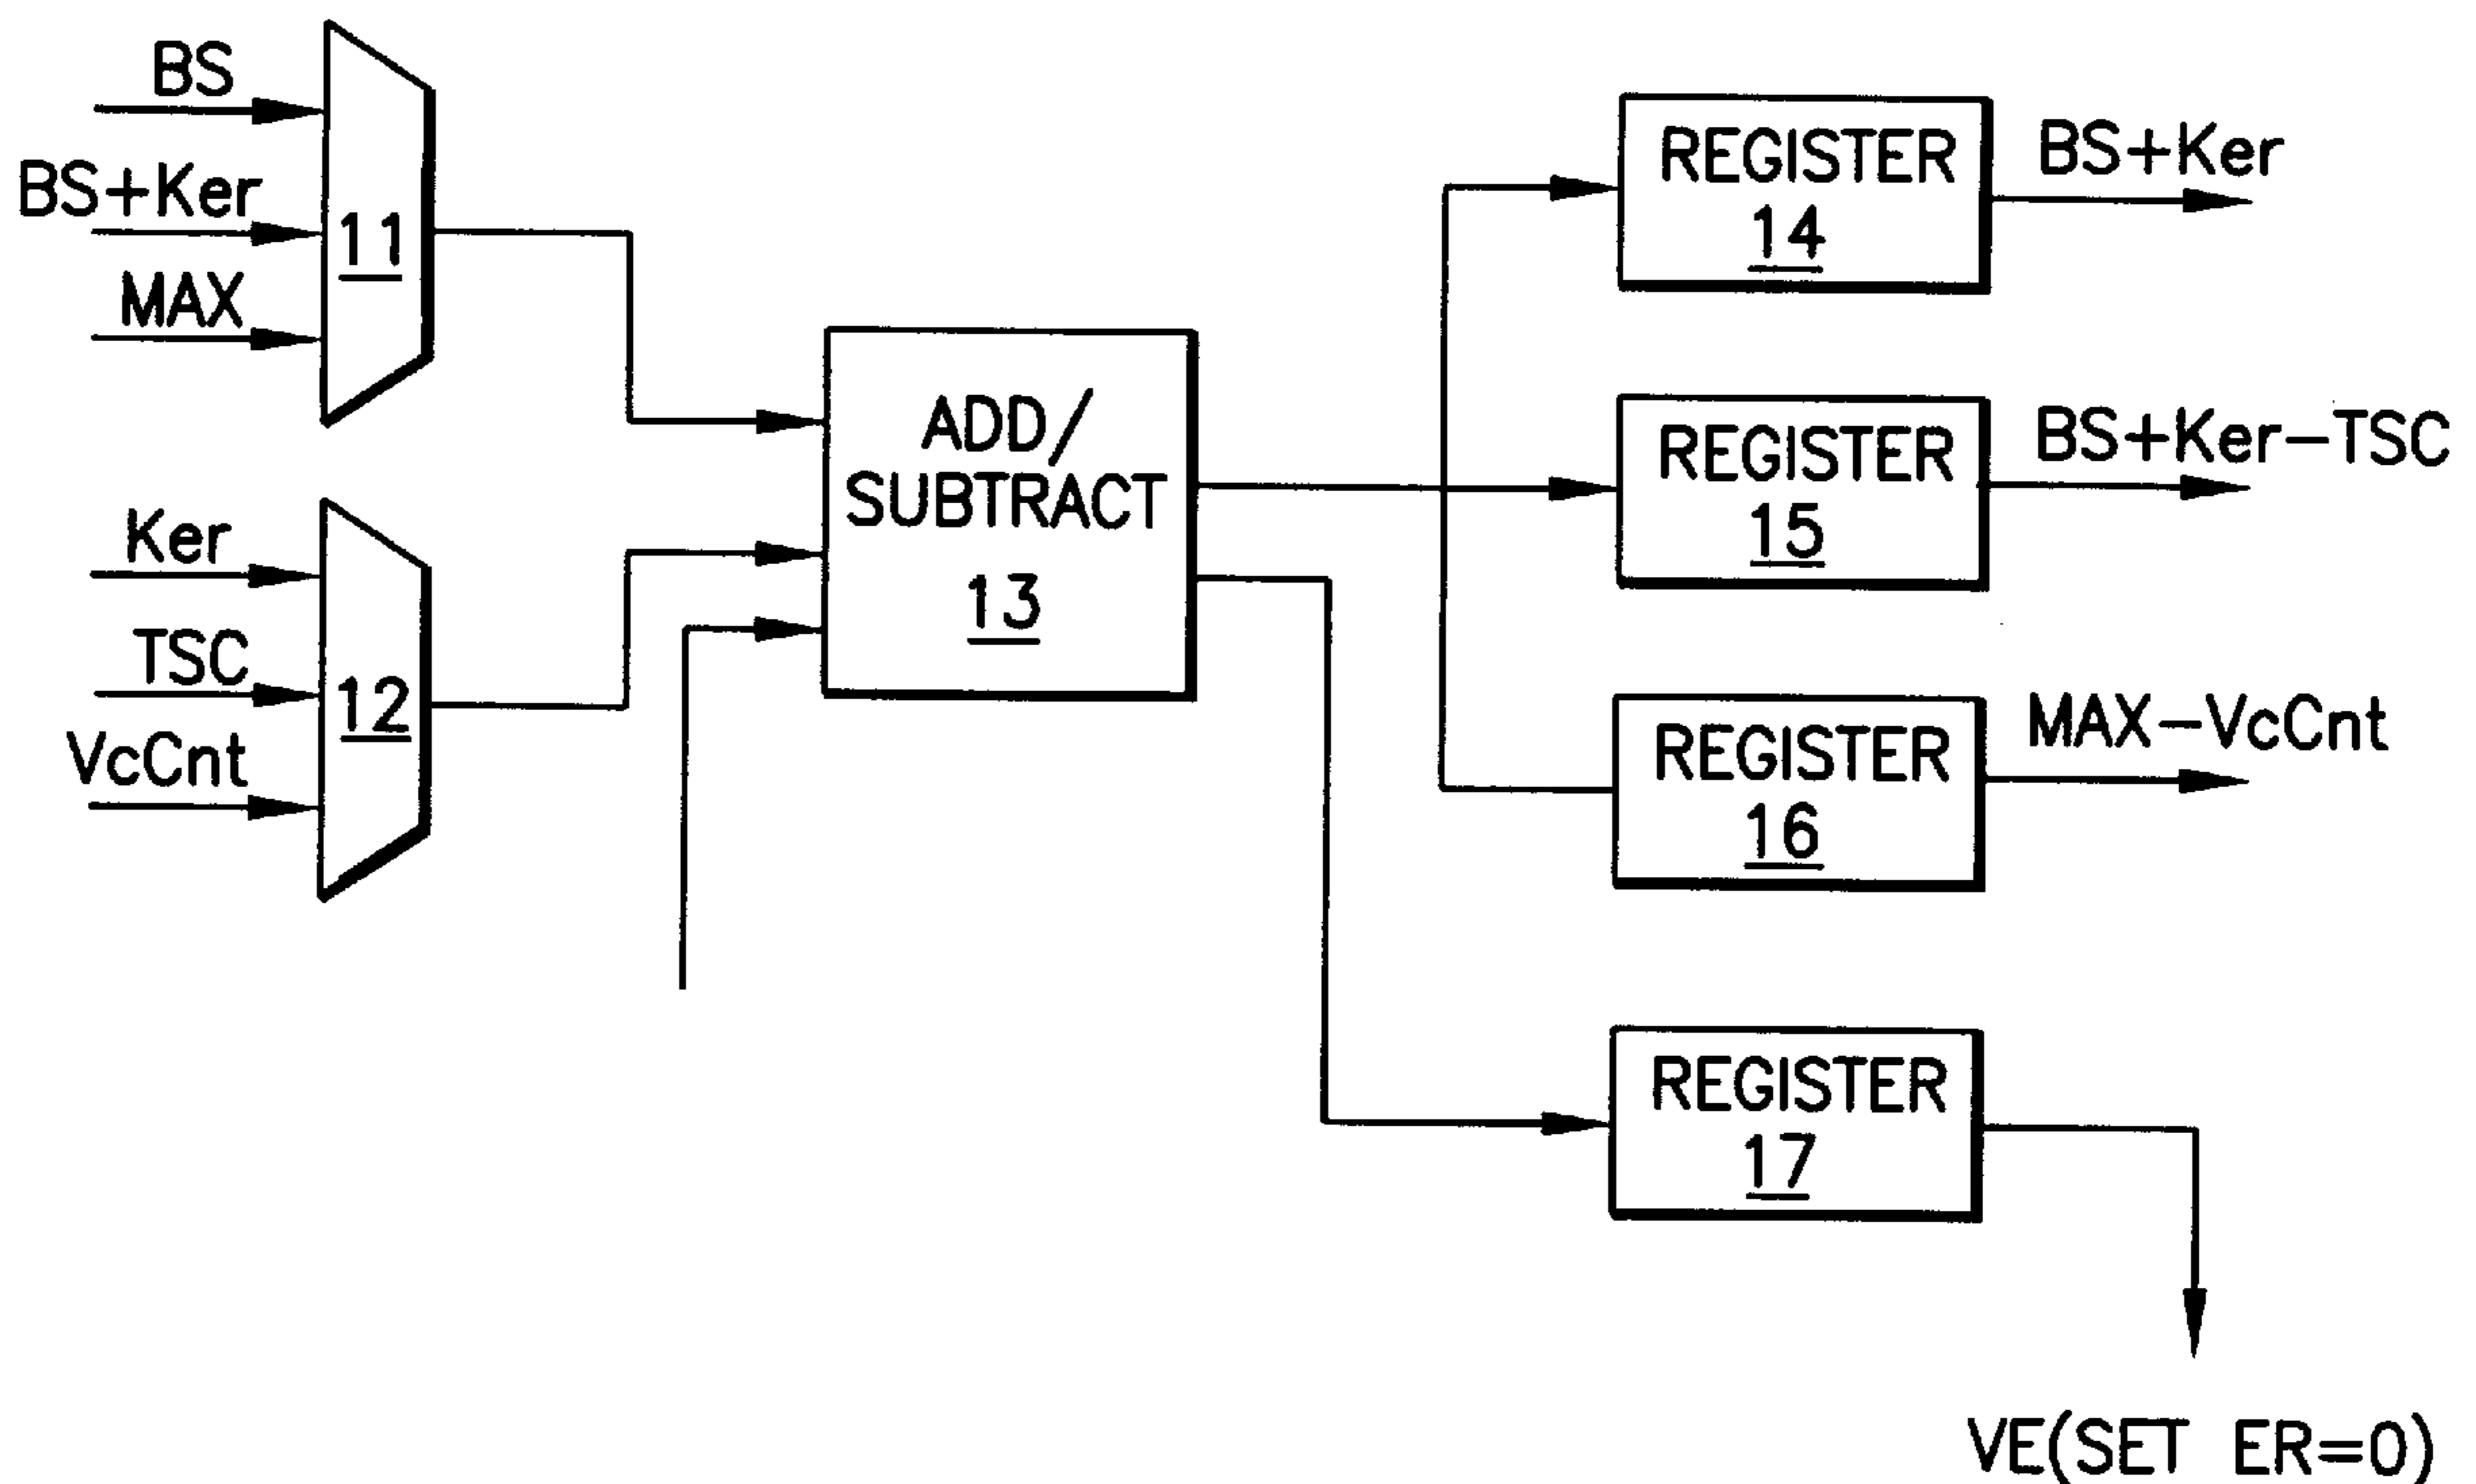 BS
BS+Ker
MAX
11
Ker
TSC
VcCnt
12
ADD/
SUBTRACT
13
REGISTER
14
BS+Ker
REGISTER
15
BS+Ker-TSC
REGISTER
16
MAX-VcCnt
REGISTER
17
VE(SET ER=0)